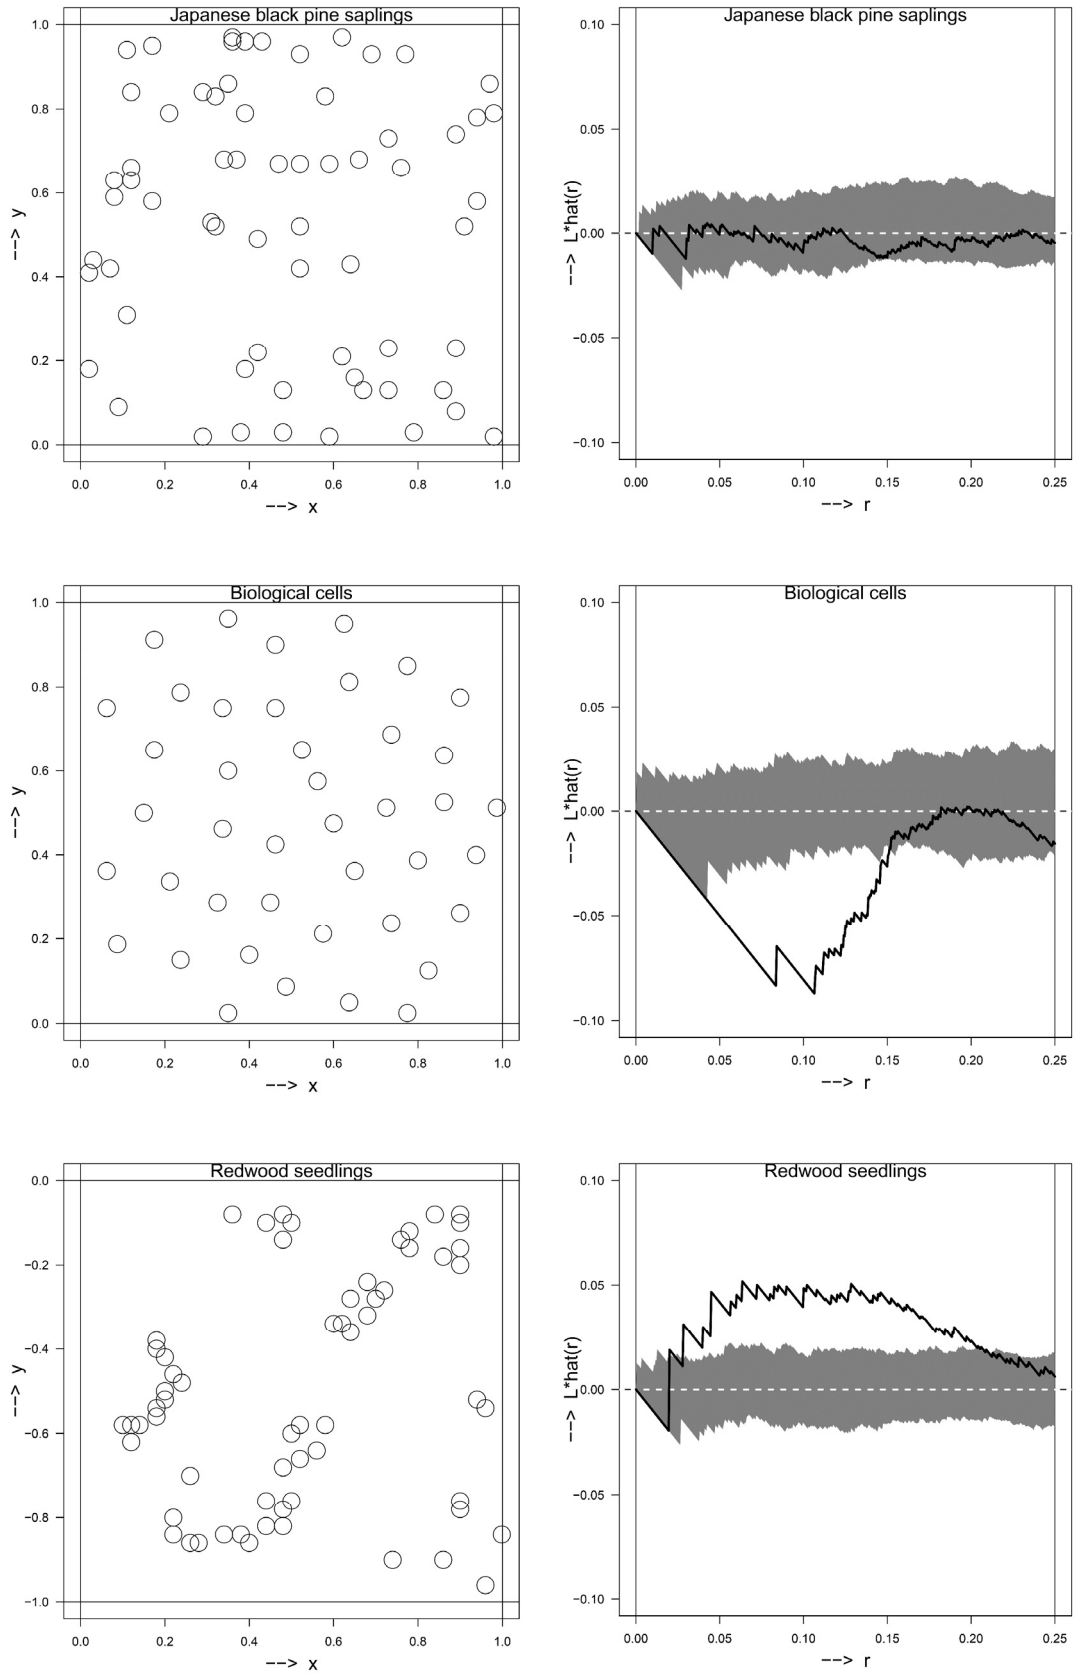 Japanese black pine saplings
1.0
0.8
0.6
0.4
0.2
0.0
−−> y
0.0 0.2 0.4 0.6 0.8 1.0
−−> x
Japanese black pine saplings
0.10
0.05
0.00
−0.05
−0.10
−−> L*hat(r)
0.00 0.05 0.10 0.15 0.20 0.25
−−> r
Biological cells
1.0
0.8
0.6
0.4
0.2
0.0
−−> y
0.0 0.2 0.4 0.6 0.8 1.0
−−> x
Biological cells
0.10
0.05
0.00
−0.05
−0.10
−−> L*hat(r)
0.00 0.05 0.10 0.15 0.20 0.25
−−> r
Redwood seedlings
0.0
−0.2
−0.4
−0.6
−0.8
−1.0
−−> y
0.0 0.2 0.4 0.6 0.8 1.0
−−> x
Redwood seedlings
0.10
0.05
0.00
−0.05
−0.10
−−> L*hat(r)
0.00 0.05 0.10 0.15 0.20 0.25
−−> r